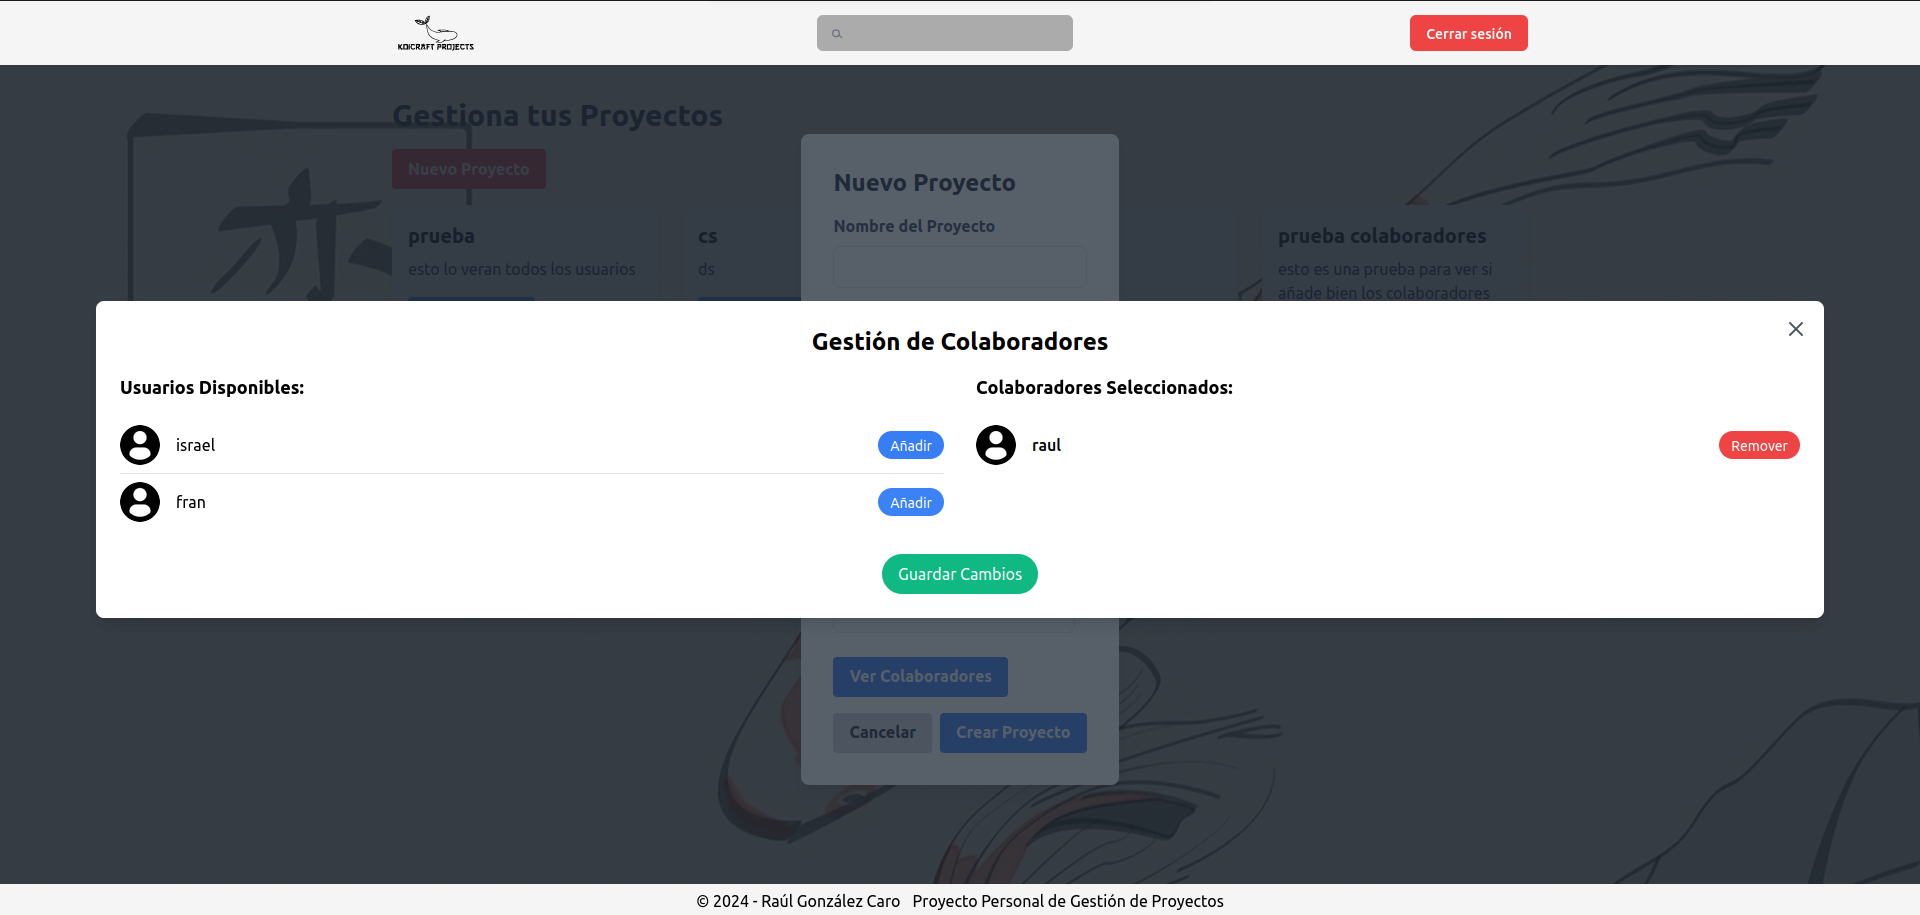 KOICRAFT PROJECTS
Cerrar sesión
Gestiona tus Proyectos
Nuevo Proyecto
prueba
esto lo veran todos los usuarios
cs
ds
prueba colaboradores
esto es una prueba para ver si
añade bien los colaboradores
Nuevo Proyecto
Nombre del Proyecto
Gestión de Colaboradores
Usuarios Disponibles:
israel
Añadir
fran
Añadir
Colaboradores Seleccionados:
raul
Remover
Guardar Cambios
Ver Colaboradores
Cancelar
Crear Proyecto
© 2024 - Raúl González Caro Proyecto Personal de Gestión de Proyectos